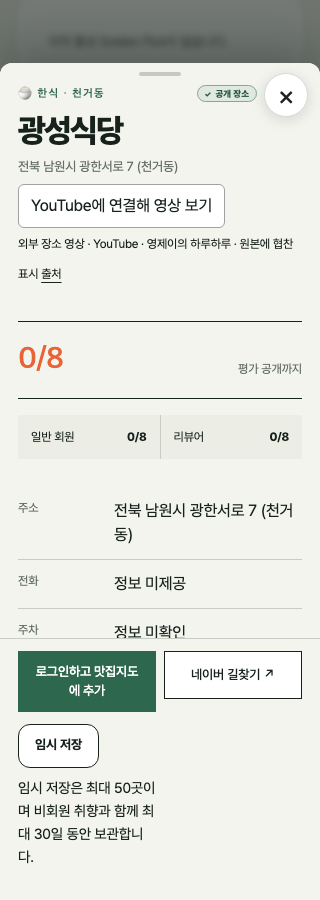 한식 · 천거동
✓ 공개 장소
×
광성식당
전북 남원시 광한서로 7 (천거동)
YouTube에 연결해 영상 보기
외부 장소 영상 · YouTube · 영제이의 하루하루 · 원본에 협찬
표시 출처
0/8
평가 공개까지
일반 회원 0/8 리뷰어 0/8
주소 전북 남원시 광한서로 7 (천거
동)
전화 정보 미제공
주차 정보 미확인
로그인하고 맛집지도
에 추가
네이버 길찾기 ↗
임시 저장
임시 저장은 최대 50곳이
며 비회원 취향과 함께 최
대 30일 동안 보관합니
다.